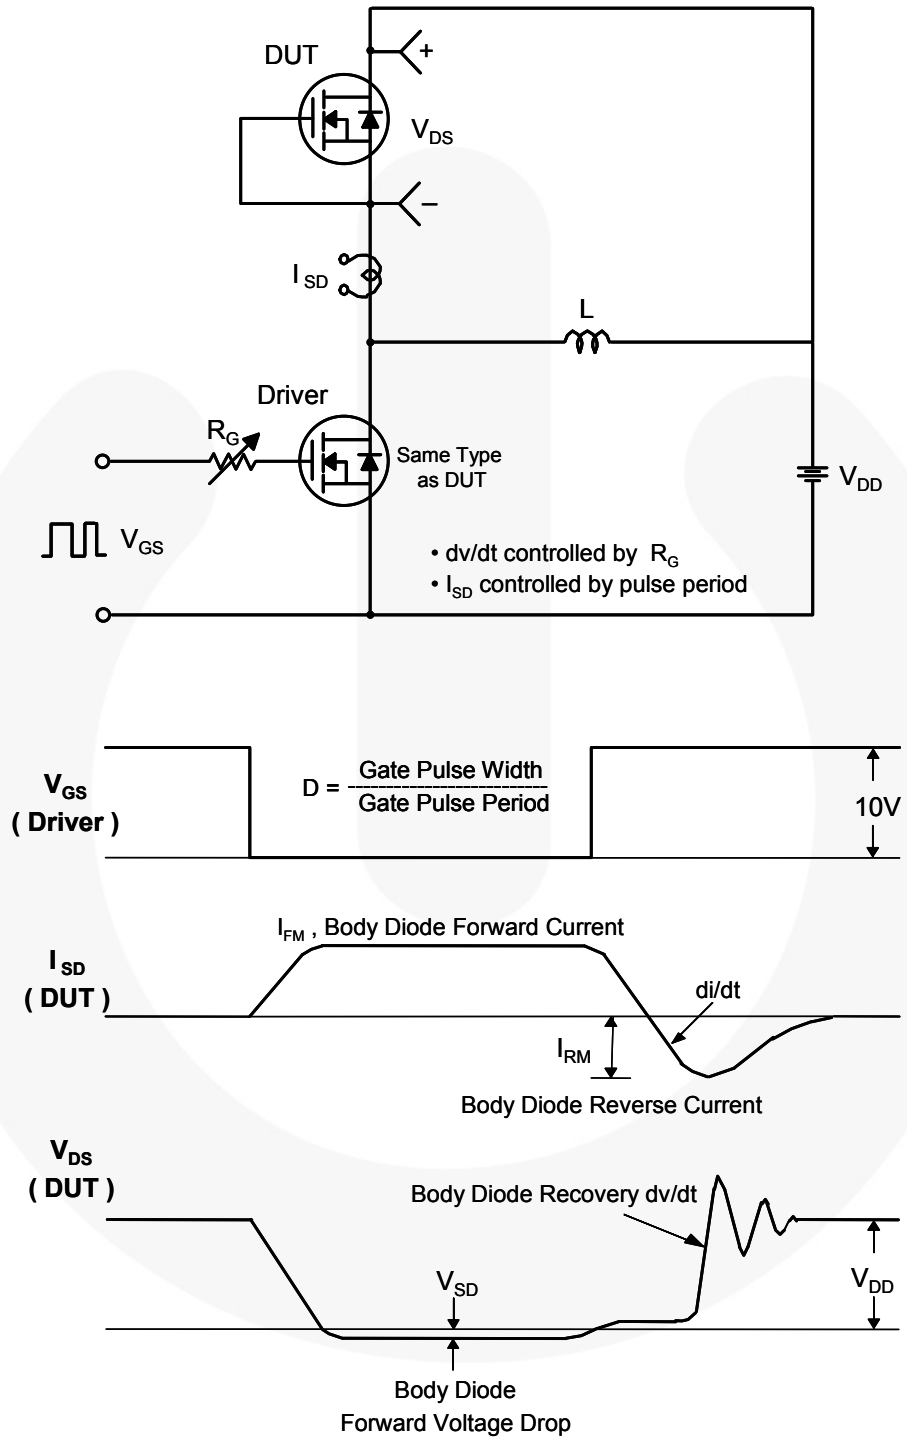 DUT
+
V_DS
−
I_SD
L
Driver
R_G
Same Type
as DUT
V_DD
V_GS
• dv/dt controlled by R_G
• I_SD controlled by pulse period
V_GS
( Driver )
D = Gate Pulse Width
Gate Pulse Period
10V
I_FM , Body Diode Forward Current
I_SD
( DUT )
di/dt
I_RM
Body Diode Reverse Current
V_DS
( DUT )
Body Diode Recovery dv/dt
V_SD
V_DD
Body Diode
Forward Voltage Drop